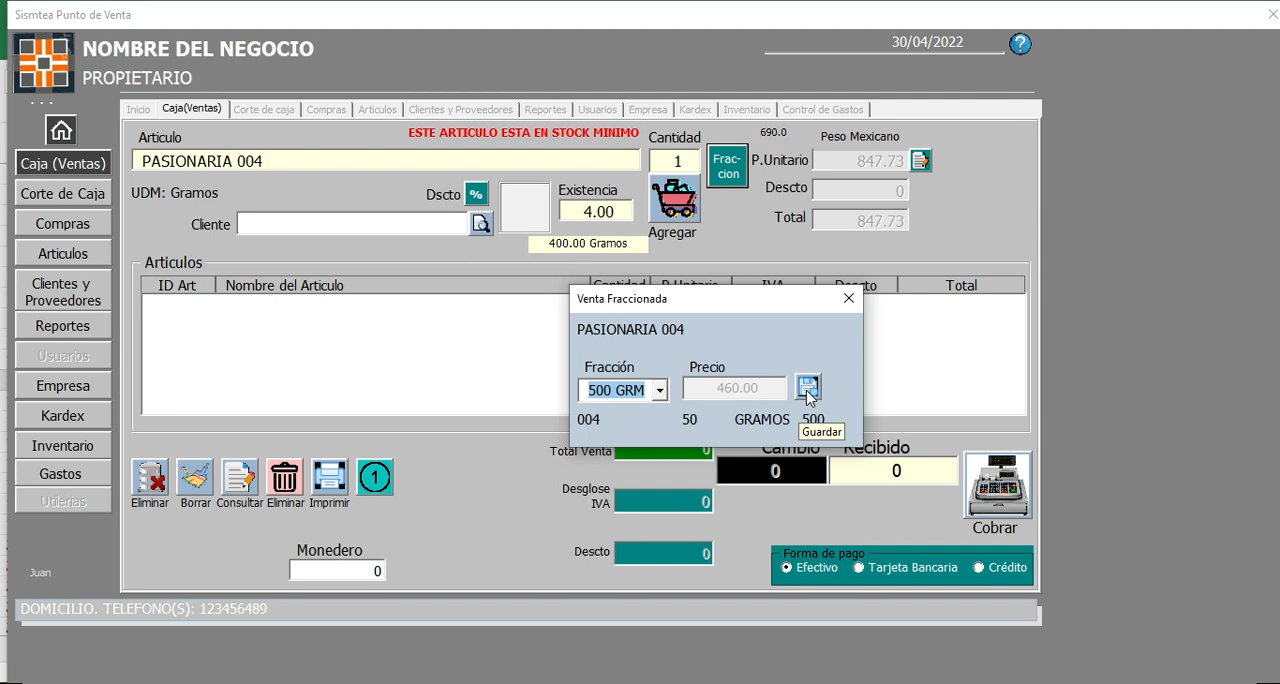 Sismtea Punto de Venta
NOMBRE DEL NEGOCIO
PROPIETARIO
30/04/2022
?
Inicio Caja(Ventas) Corte de caja Compras Articulos Clientes y Proveedores Reportes Usuarios Empresa Kardex Inventario Control de Gastos
Caja (Ventas)
Corte de Caja
Compras
Articulos
Clientes y
Proveedores
Reportes
Usuarios
Empresa
Kardex
Inventario
Gastos
Utilerias
Juan
Articulo
ESTE ARTICULO ESTA EN STOCK MINIMO
Cantidad
690.0
Peso Mexicano
PASIONARIA 004
1
Frac-
cion
P.Unitario
847.73
UDM: Gramos
Dscto
%
Existencia
4.00
Descto
0
Cliente
Agregar
Total
847.73
400.00 Gramos
Articulos
ID Art Nombre del Articulo Cantidad P.Unitario IVA Descto Total
Venta Fraccionada
PASIONARIA 004
Fracción
Precio
500 GRM
460.00
004 50 GRAMOS 500
Guardar
Total Venta
0
Cambio
0
Recibido
0
Eliminar Borrar Consultar Eliminar Imprimir
1
Desglose
IVA
0
Cobrar
Monedero
0
Descto
0
Forma de pago
Efectivo Tarjeta Bancaria Crédito
DOMICILIO. TELEFONO(S): 123456489